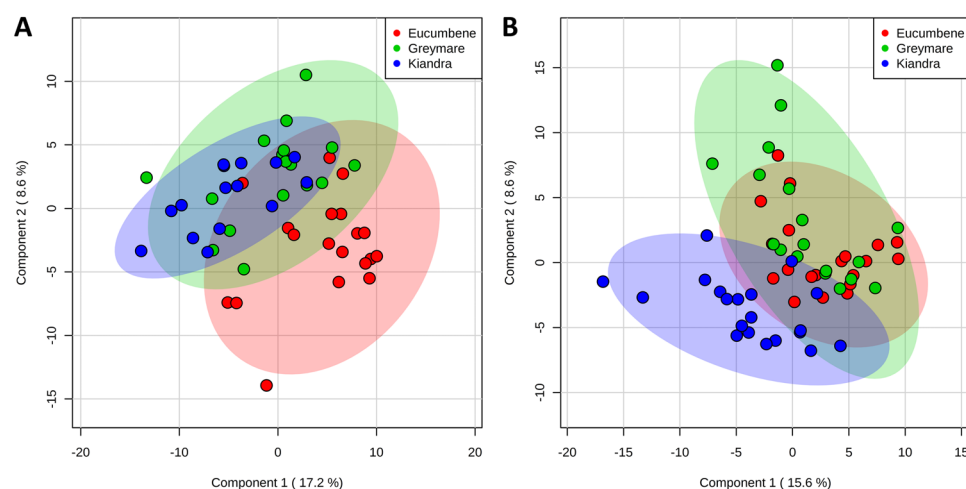 A
Eucumbene
Greymare
Kiandra
Component 2 ( 8.6 %)
10
5
0
-5
-10
-15
-20
-10
0
10
20
Component 1 ( 17.2 %)
B
Eucumbene
Greymare
Kiandra
Component 2 ( 8.6 %)
15
10
5
0
-5
-10
-20
-15
-10
-5
0
5
10
15
Component 1 ( 15.6 %)